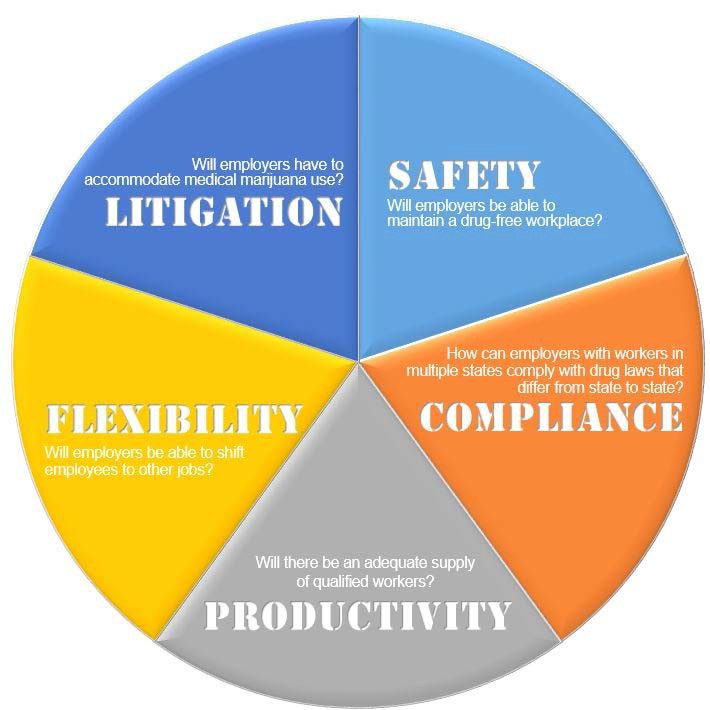 Will employers have to
accommodate medical marijuana use?
LITIGATION
SAFETY
Will employers be able to
maintain a drug-free workplace?
How can employers with workers in
multiple states comply with drug laws that
differ from state to state?
COMPLIANCE
FLEXIBILITY
Will employers be able to shift
employees to other jobs?
Will there be an adequate supply
of qualified workers?
PRODUCTIVITY